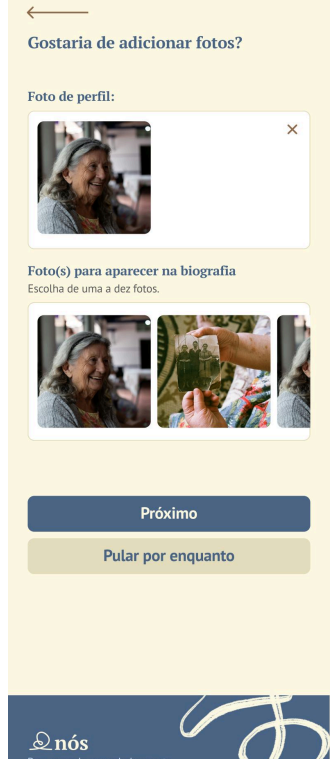 Gostaria de adicionar fotos?
Foto de perfil:
Foto(s) para aparecer na biografia
Escolha de uma a dez fotos.
Próximo
Pular por enquanto
nós